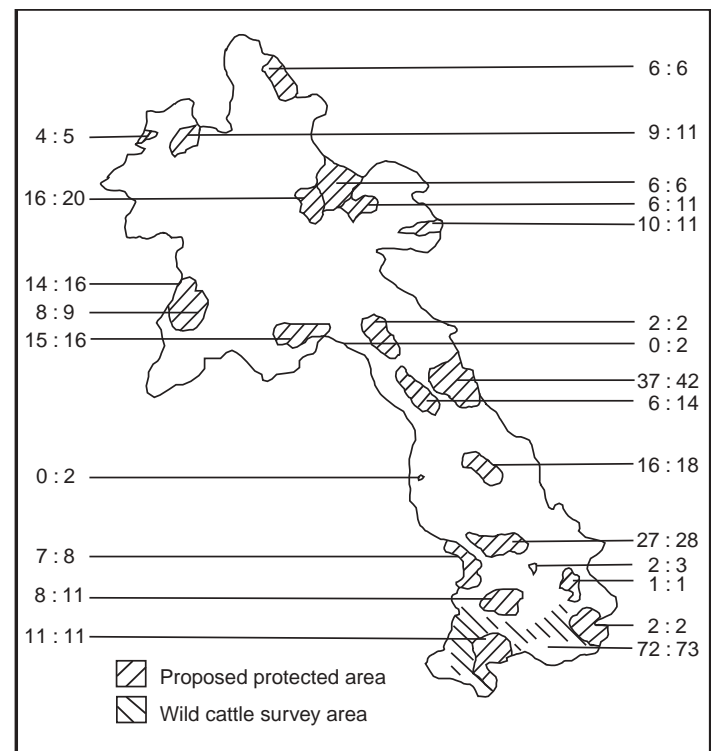 6 : 6
4 : 5
9 : 11
16 : 20
6 : 6
6 : 11
10 : 11
14 : 16
8 : 9
15 : 16
2 : 2
0 : 2
37 : 42
6 : 14
0 : 2
16 : 18
7 : 8
27 : 28
2 : 3
1 : 1
8 : 11
11 : 11
2 : 2
72 : 73
Proposed protected area
Wild cattle survey area